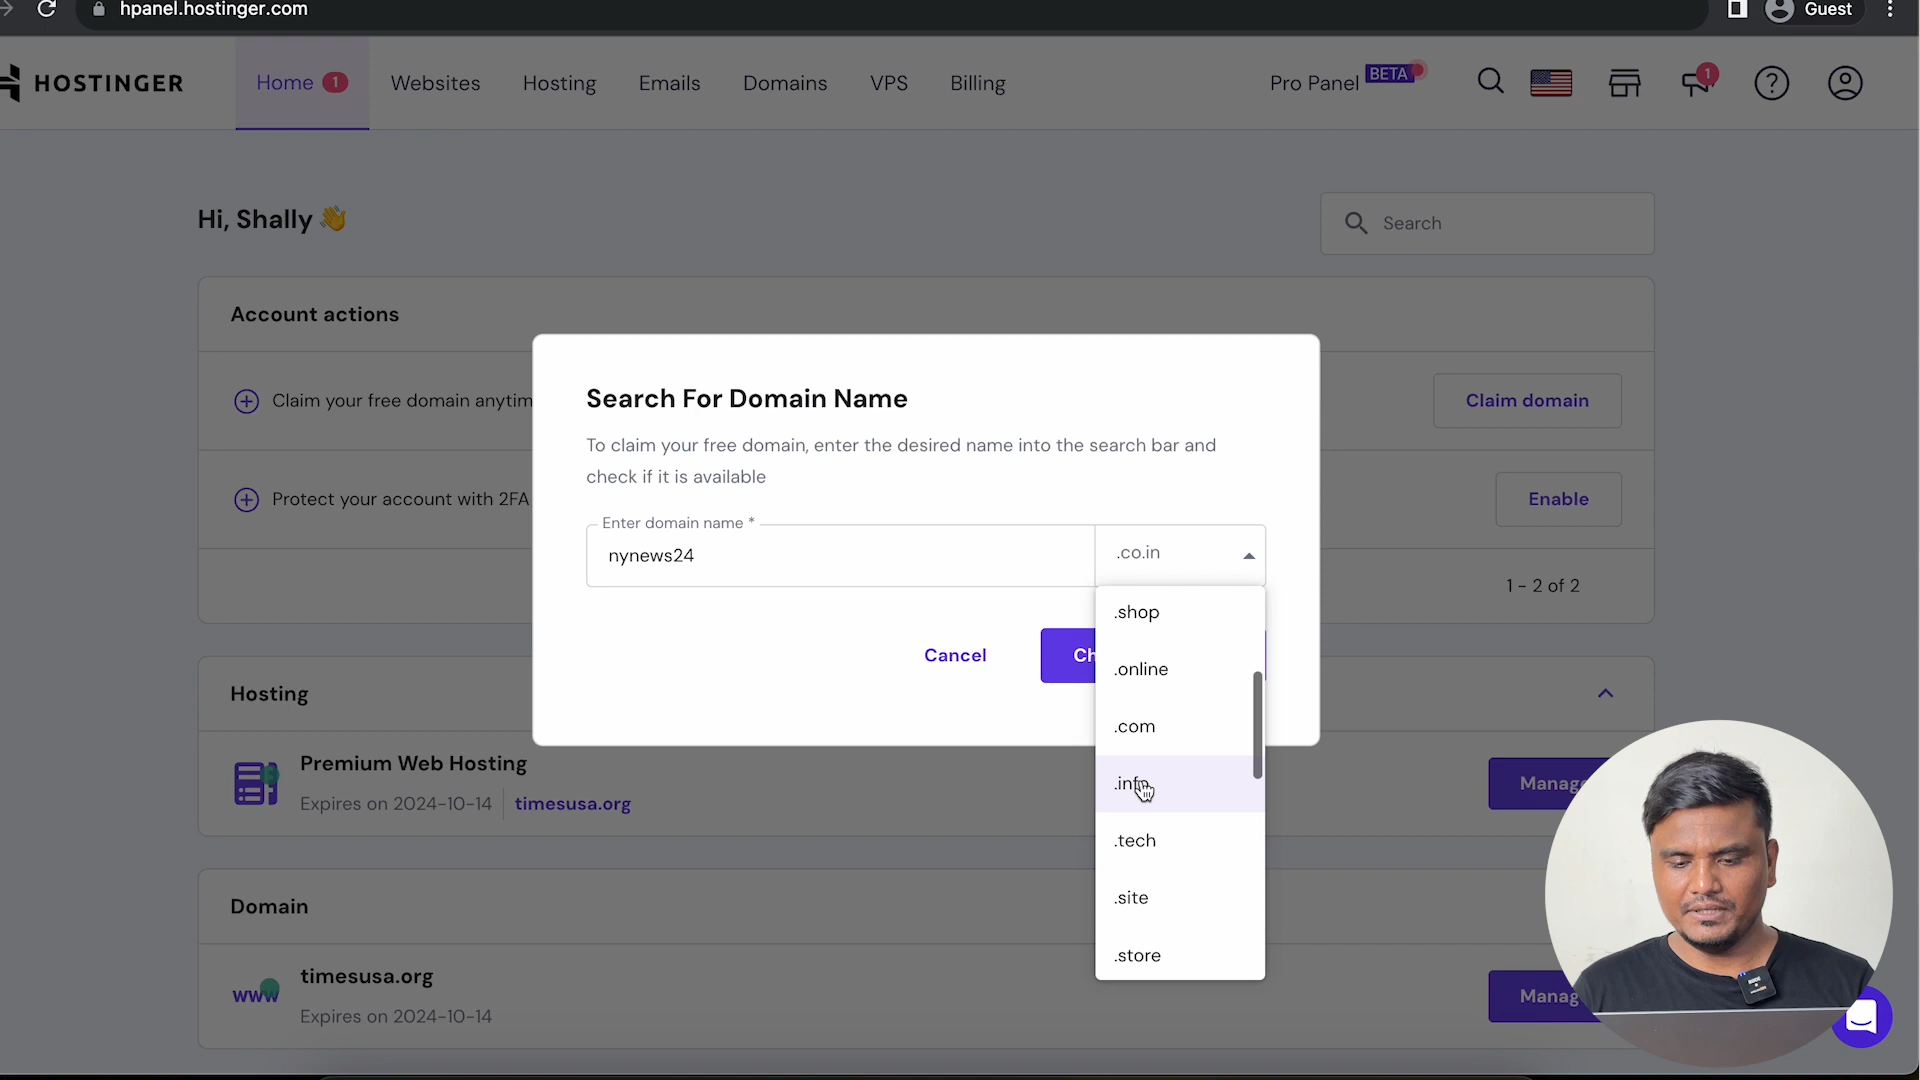 hpanel.hostinger.com
Guest
HOSTINGER
Home 1
Websites
Hosting
Emails
Domains
VPS
Billing
Pro Panel
BETA
1
Hi, Shally 👋
Search
Account actions
Claim your free domain anytim
Claim domain
Protect your account with 2FA
Enable
1 - 2 of 2
Search For Domain Name
To claim your free domain, enter the desired name into the search bar and
check if it is available
Enter domain name *
nynews24
.co.in
Cancel
Ch
.shop
.online
.com
.info
.tech
.site
.store
Hosting
Premium Web Hosting
Expires on 2024-10-14
timesusa.org
Manage
Domain
www
timesusa.org
Expires on 2024-10-14
Manag